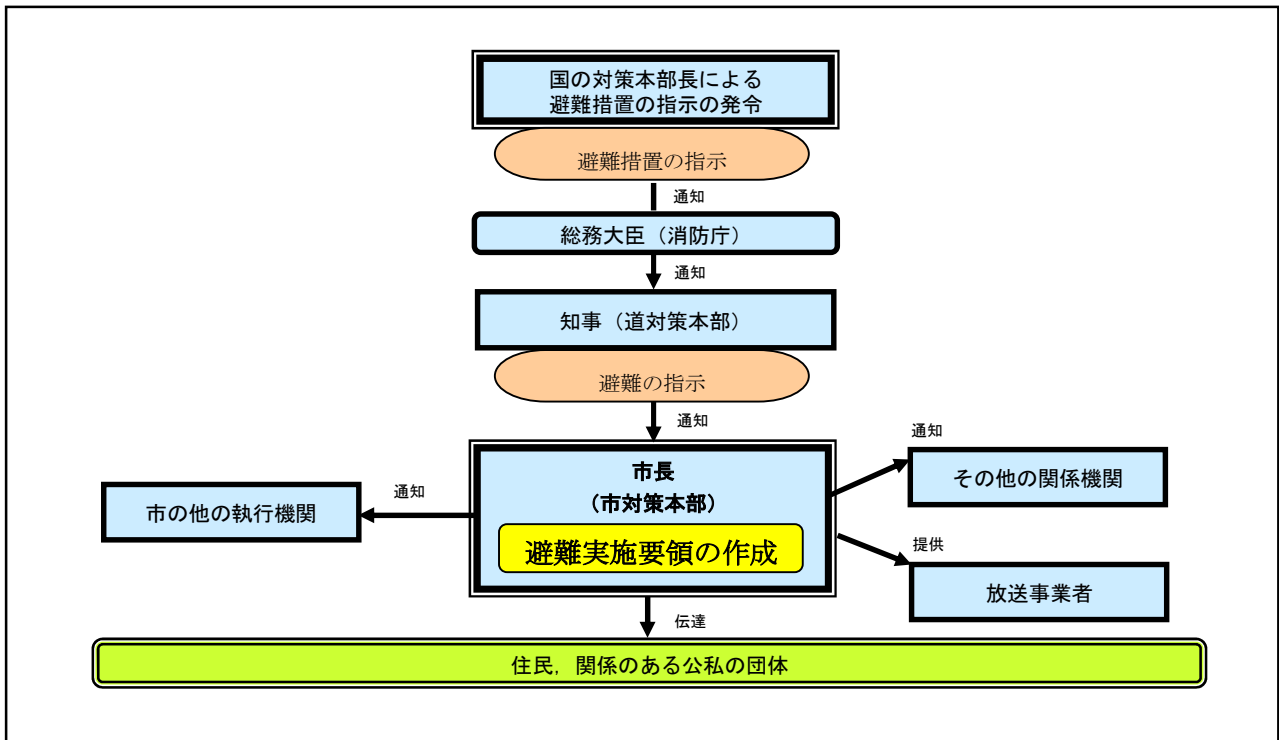 国の対策本部長による
避難措置の指示の発令
避難措置の指示
通知
総務大臣（消防庁）
通知
知事（道対策本部）
避難の指示
通知
市長
（市対策本部）
避難実施要領の作成
通知
市の他の執行機関
通知
その他の関係機関
提供
放送事業者
伝達
住民，関係のある公私の団体